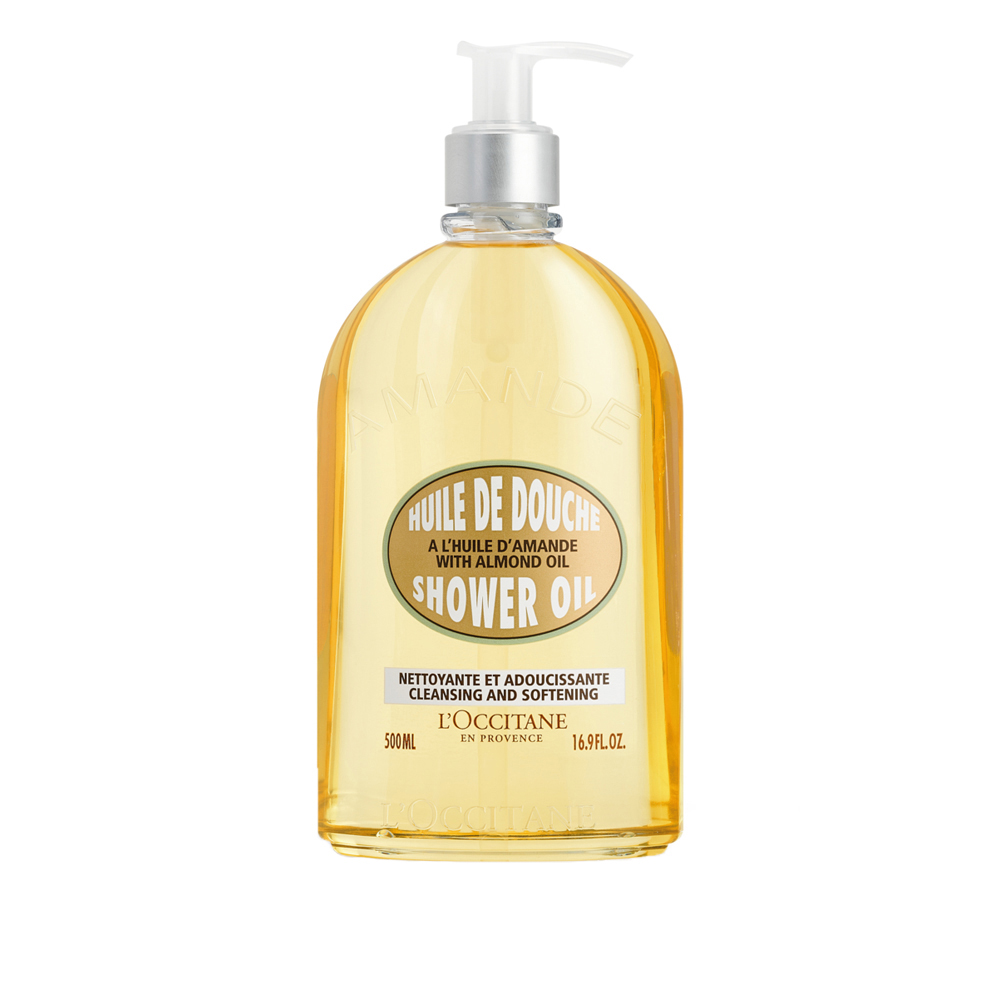 AMANDE
HUILE DE DOUCHE
A L'HUILE D'AMANDE
WITH ALMOND OIL
SHOWER OIL
NETTOYANTE ET ADOUCISSANTE
CLEANSING AND SOFTENING
L'OCCITANE
EN PROVENCE
500ML 16.9FL.OZ.
L'OCCITANE